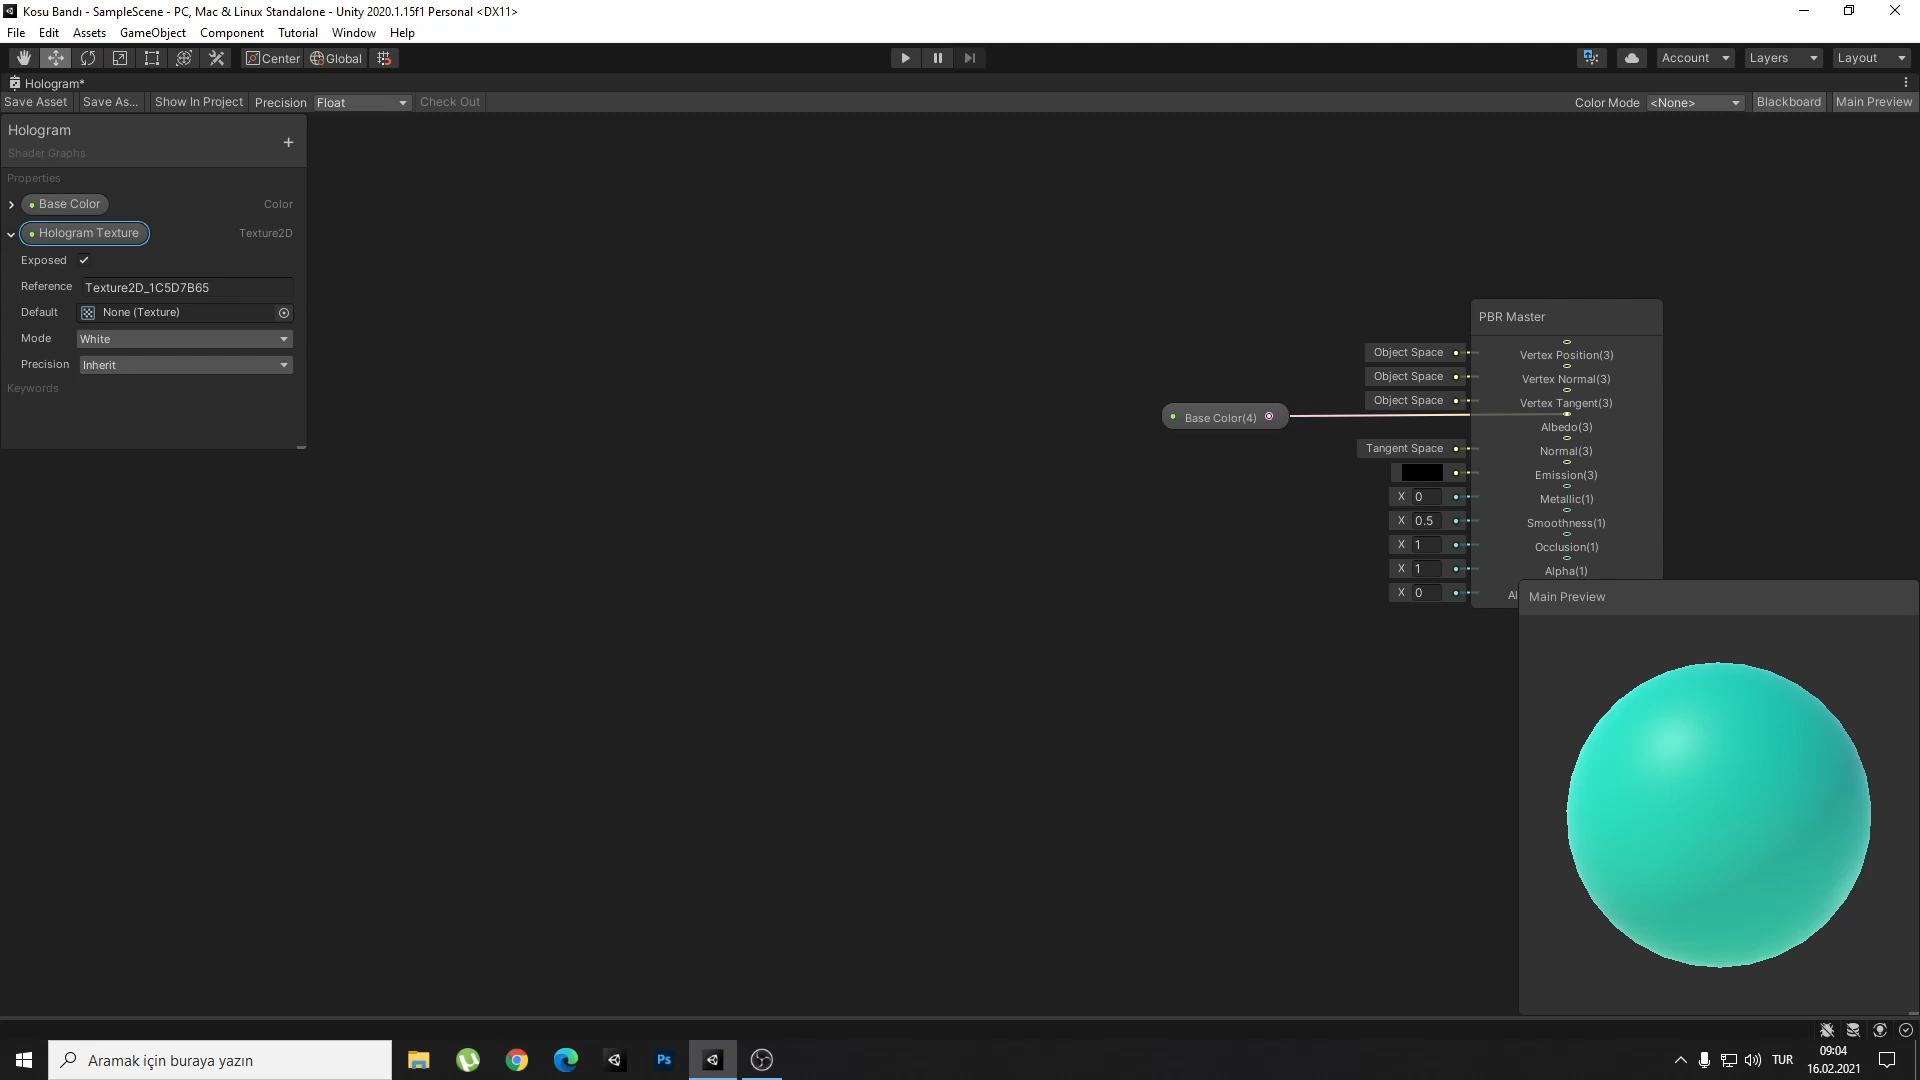 Kosu Bandı - SampleScene - PC, Mac & Linux Standalone - Unity 2020.1.15f1 Personal <DX11>
File Edit Assets GameObject Component Tutorial Window Help
Center Global Account Layers Layout
Hologram*
Save Asset Save As... Show In Project Precision Float Check Out Color Mode <None> Blackboard Main Preview
Hologram
Shader Graphs
Properties
Base Color Color
Hologram Texture Texture2D
Exposed
Reference Texture2D_1C5D7B65
Default None (Texture)
Mode White
Precision Inherit
Keywords
PBR Master
Object Space Vertex Position(3)
Object Space Vertex Normal(3)
Object Space Vertex Tangent(3)
Base Color(4) Albedo(3)
Tangent Space Normal(3)
Emission(3)
X 0 Metallic(1)
X 0.5 Smoothness(1)
X 1 Occlusion(1)
X 1 Alpha(1)
X 0 Al
Main Preview
Aramak için buraya yazın
Ps
TUR
09:04
16.02.2021